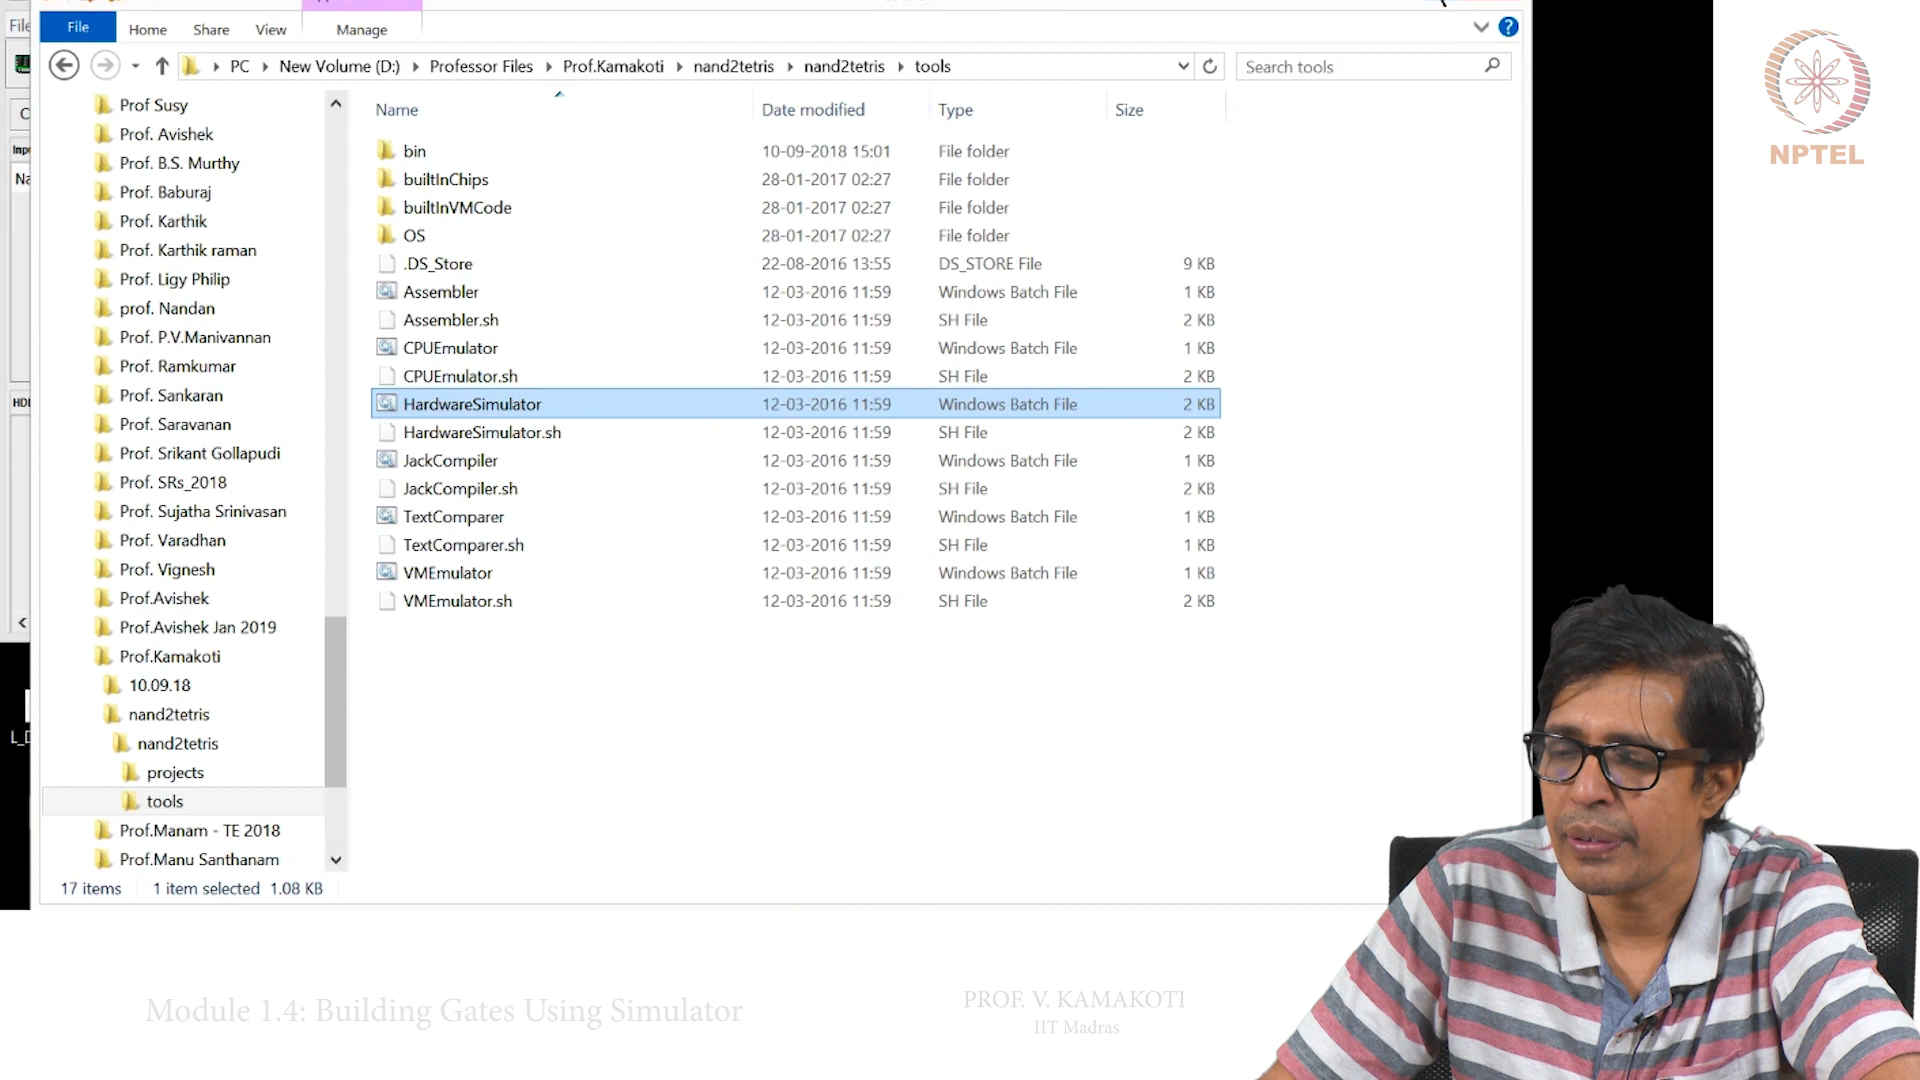 File
Home
Share
View
Manage
PC
New Volume (D:)
Professor Files
Prof.Kamakoti
nand2tetris
nand2tetris
tools
Search tools
NPTEL
Name
Date modified
Type
Size
bin 10-09-2018 15:01 File folder
builtInChips 28-01-2017 02:27 File folder
builtInVMCode 28-01-2017 02:27 File folder
OS 28-01-2017 02:27 File folder
.DS_Store 22-08-2016 13:55 DS_STORE File 9 KB
Assembler 12-03-2016 11:59 Windows Batch File 1 KB
Assembler.sh 12-03-2016 11:59 SH File 2 KB
CPUEmulator 12-03-2016 11:59 Windows Batch File 1 KB
CPUEmulator.sh 12-03-2016 11:59 SH File 2 KB
HardwareSimulator 12-03-2016 11:59 Windows Batch File 2 KB
HardwareSimulator.sh 12-03-2016 11:59 SH File 2 KB
JackCompiler 12-03-2016 11:59 Windows Batch File 1 KB
JackCompiler.sh 12-03-2016 11:59 SH File 2 KB
TextComparer 12-03-2016 11:59 Windows Batch File 1 KB
TextComparer.sh 12-03-2016 11:59 SH File 1 KB
VMEmulator 12-03-2016 11:59 Windows Batch File 1 KB
VMEmulator.sh 12-03-2016 11:59 SH File 2 KB
Prof Susy
Prof. Avishek
Prof. B.S. Murthy
Prof. Baburaj
Prof. Karthik
Prof. Karthik raman
Prof. Ligy Philip
prof. Nandan
Prof. P.V.Manivannan
Prof. Ramkumar
Prof. Sankaran
Prof. Saravanan
Prof. Srikant Gollapudi
Prof. SRs_2018
Prof. Sujatha Srinivasan
Prof. Varadhan
Prof. Vignesh
Prof.Avishek
Prof.Avishek Jan 2019
Prof.Kamakoti
10.09.18
nand2tetris
nand2tetris
projects
tools
Prof.Manam - TE 2018
Prof.Manu Santhanam
17 items
1 item selected 1.08 KB
Module 1.4: Building Gates Using Simulator
PROF. V. KAMAKOTI
IIT Madras